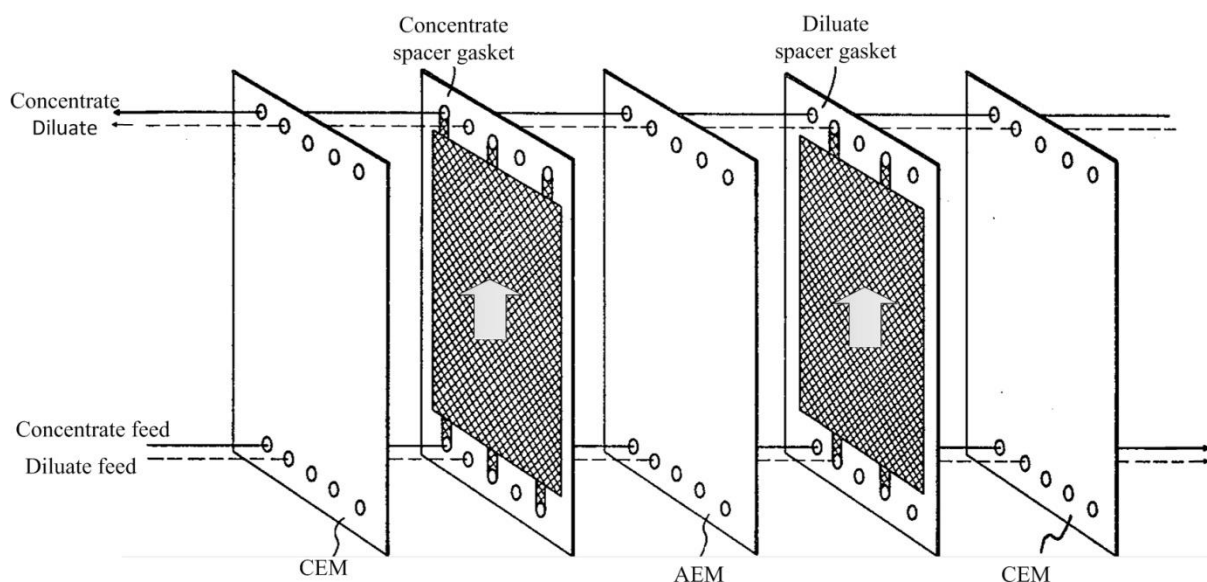 Concentrate
spacer gasket
Diluate
spacer gasket
Concentrate
Diluate
Concentrate feed
Diluate feed
CEM
AEM
CEM